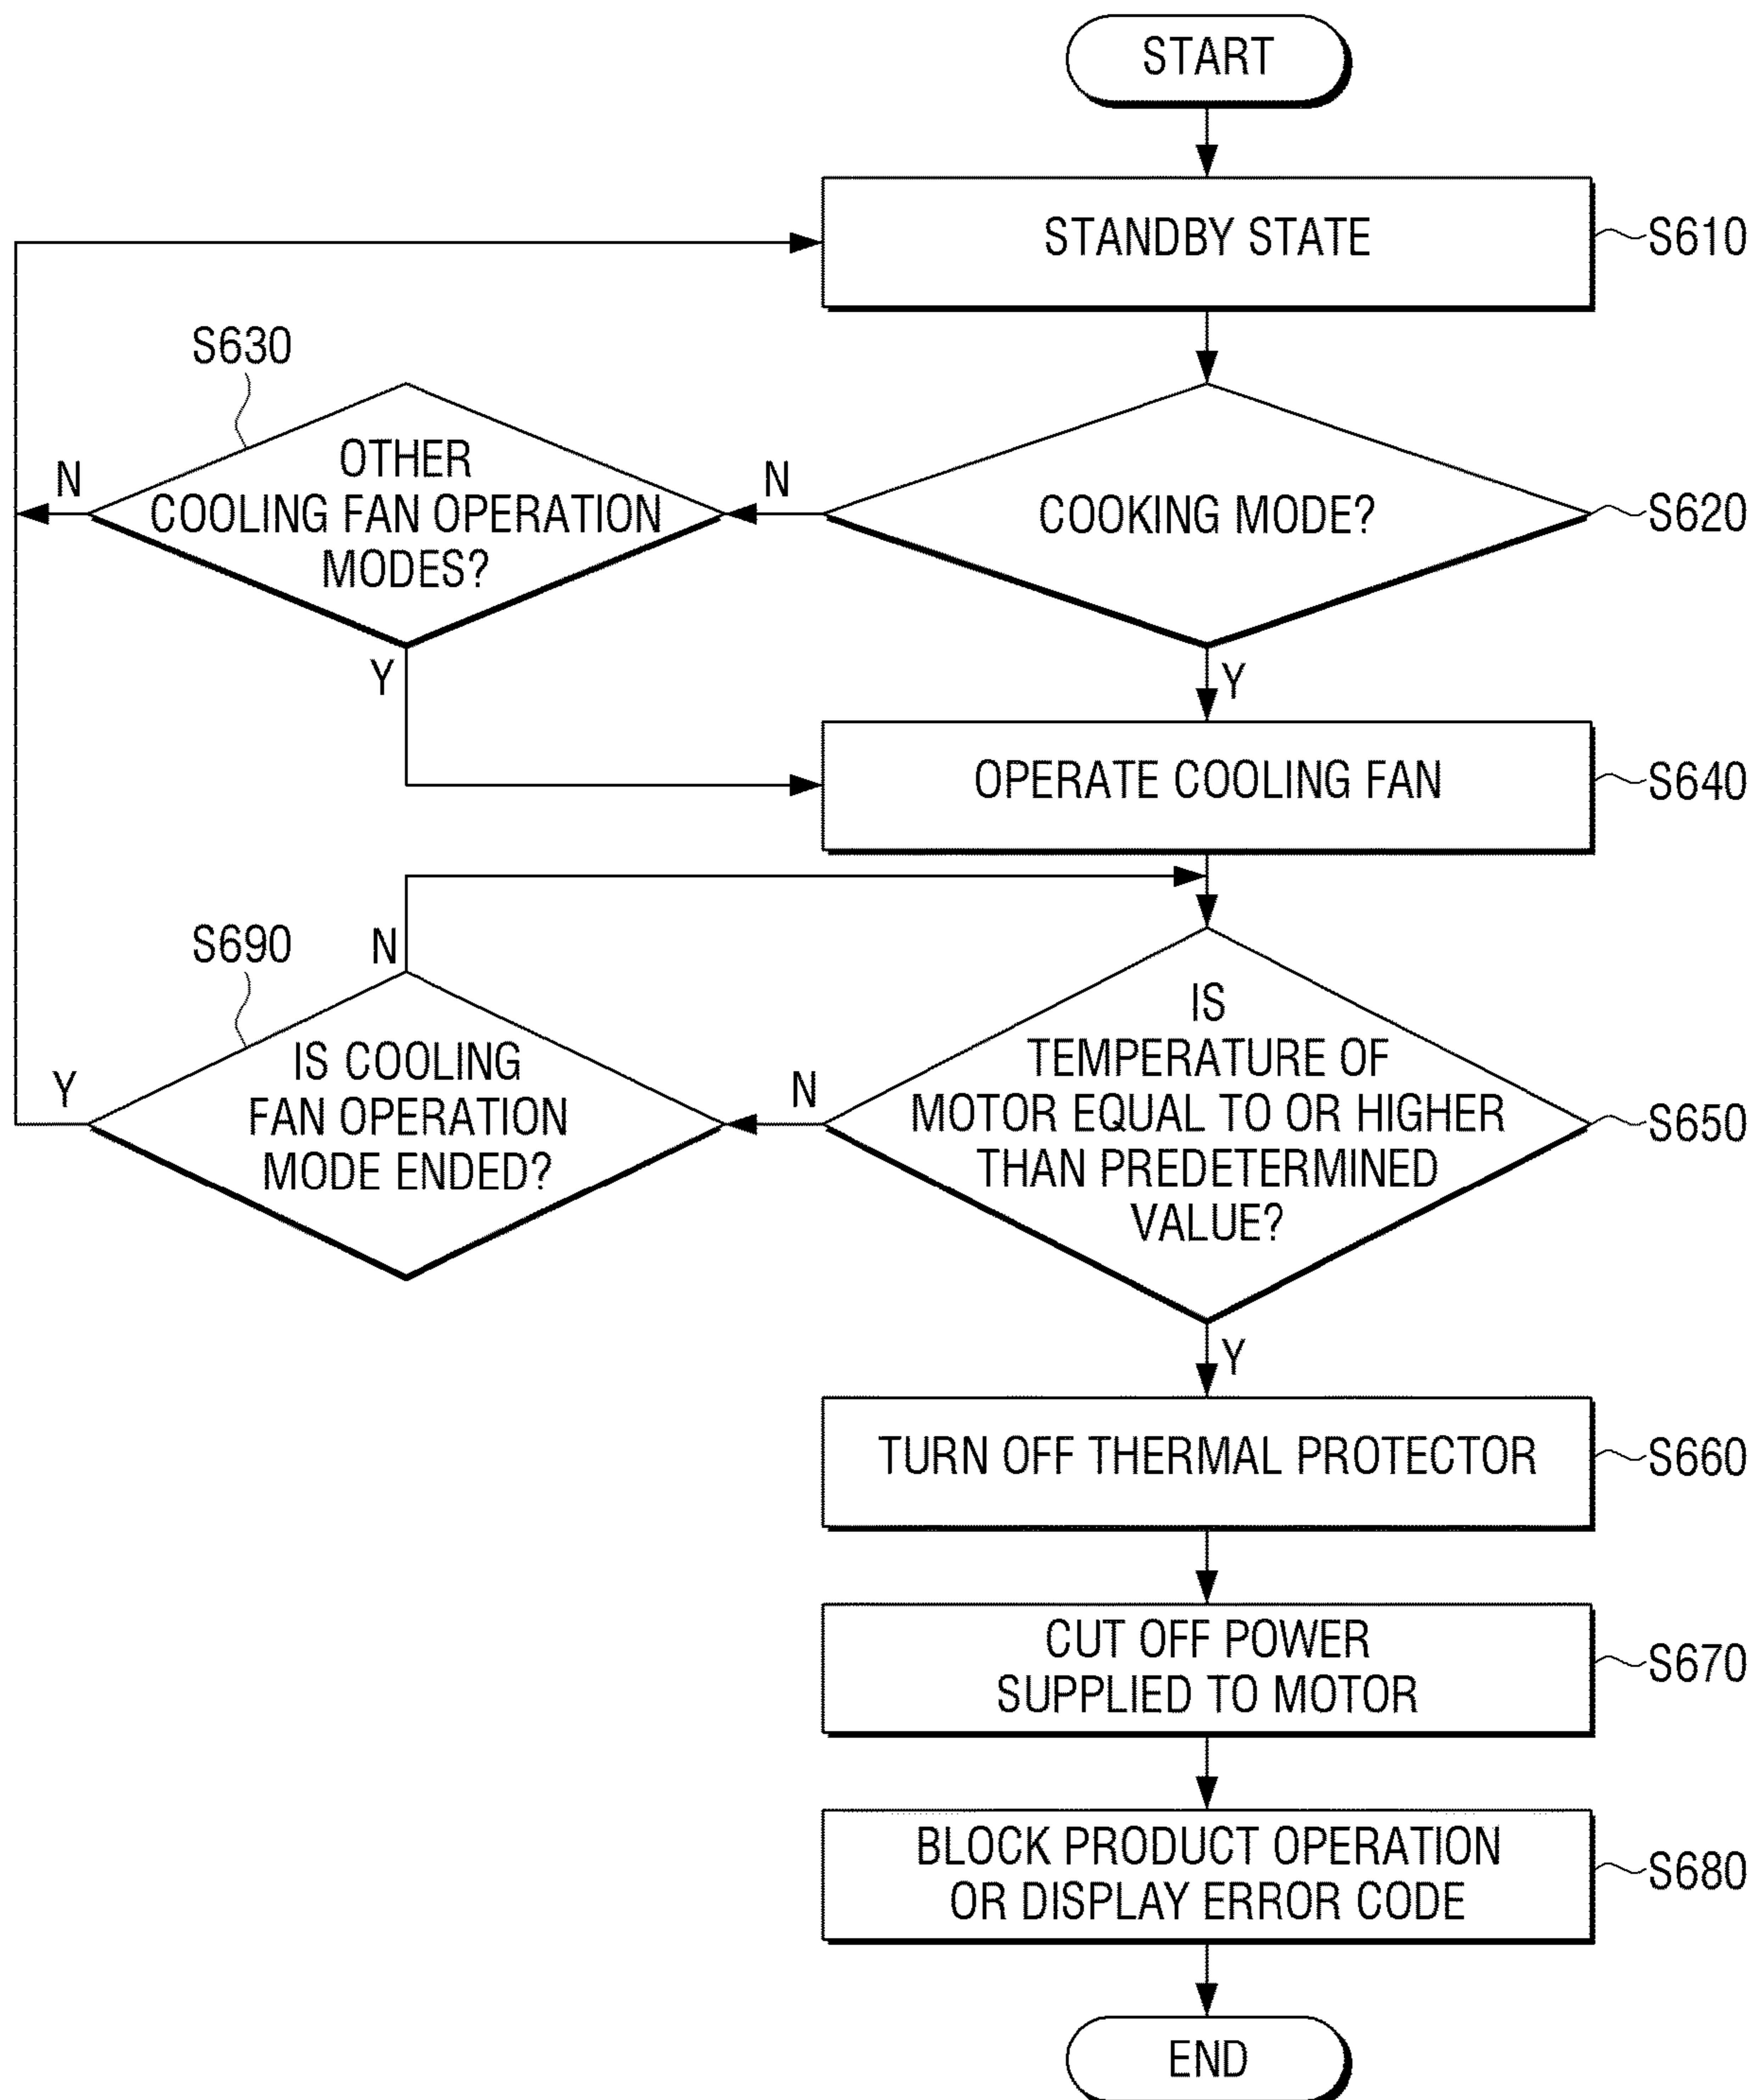 START
STANDBY STATE
S610
S630
OTHER
COOLING FAN OPERATION
MODES?
N
N
COOKING MODE?
S620
Y
Y
OPERATE COOLING FAN
S640
S690
N
IS COOLING
FAN OPERATION
MODE ENDED?
Y
N
IS
TEMPERATURE OF
MOTOR EQUAL TO OR HIGHER
THAN PREDETERMINED
VALUE?
S650
Y
TURN OFF THERMAL PROTECTOR
S660
CUT OFF POWER
SUPPLIED TO MOTOR
S670
BLOCK PRODUCT OPERATION
OR DISPLAY ERROR CODE
S680
END